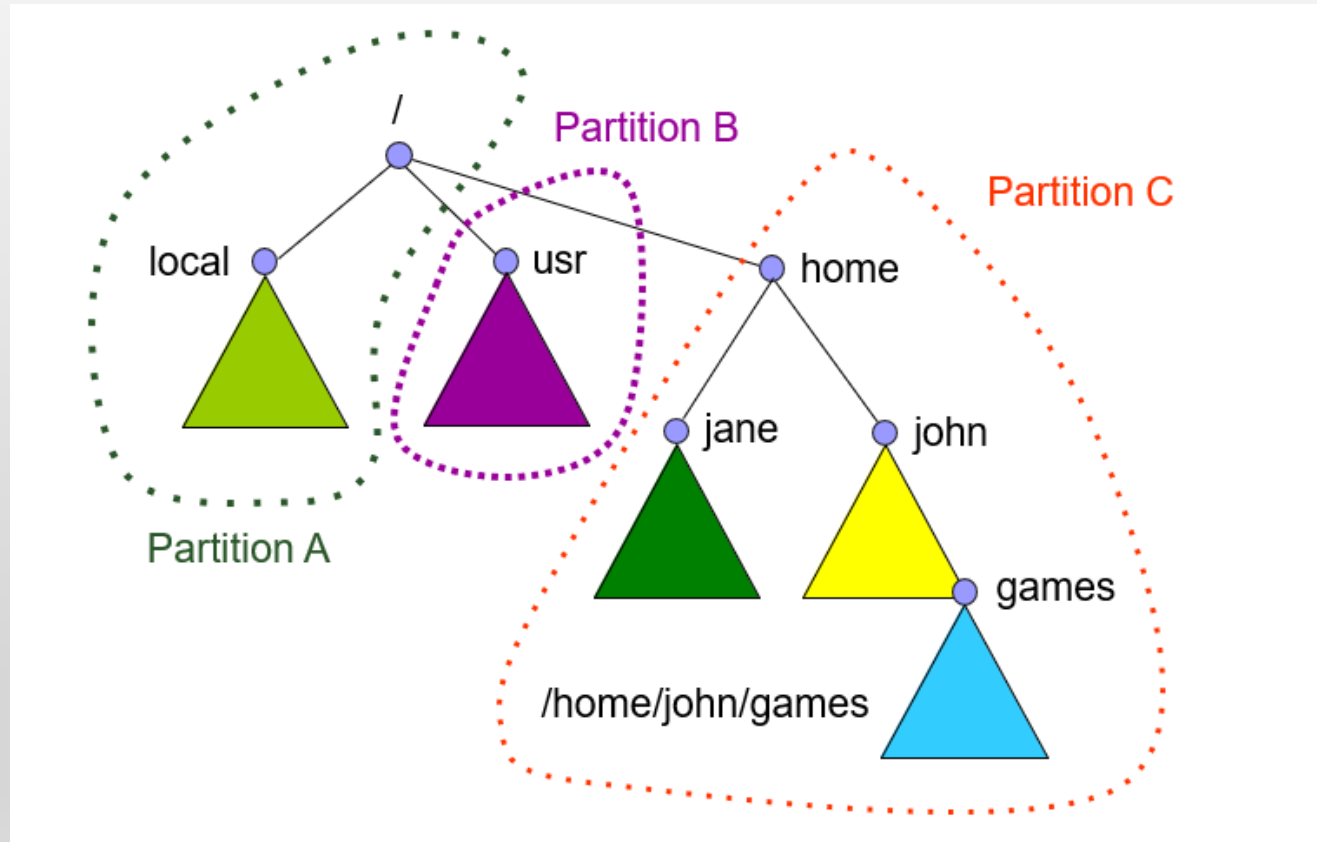 /
Partition B
Partition C
local
usr
home
jane
john
Partition A
games
/home/john/games